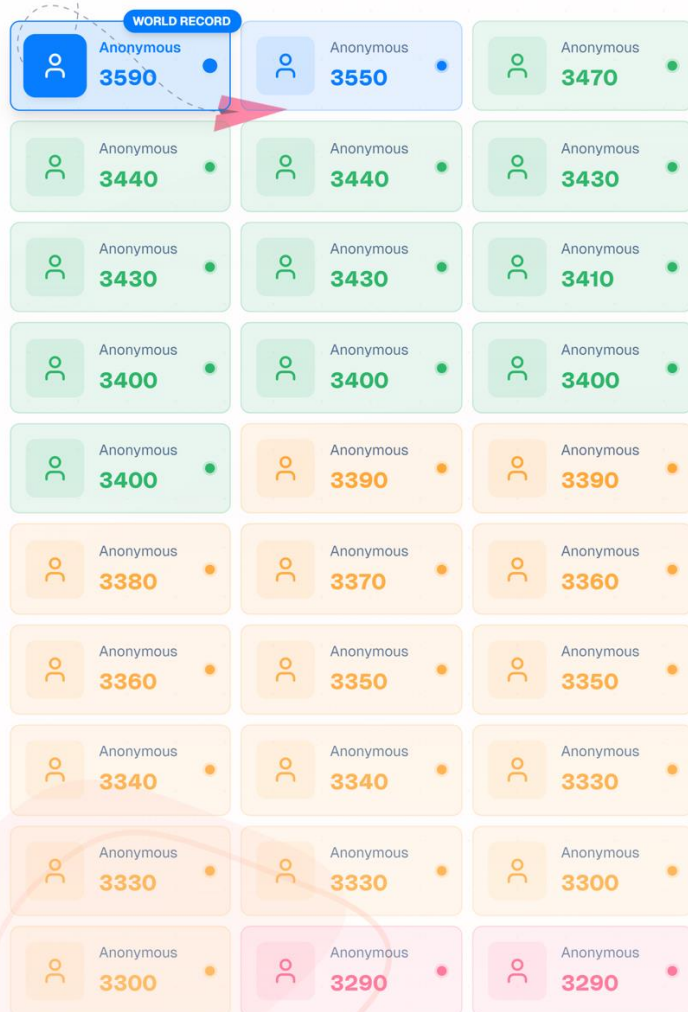 WORLD RECORD
Anonymous
3590
Anonymous
3550
Anonymous
3470
Anonymous
3440
Anonymous
3440
Anonymous
3430
Anonymous
3430
Anonymous
3430
Anonymous
3410
Anonymous
3400
Anonymous
3400
Anonymous
3400
Anonymous
3400
Anonymous
3390
Anonymous
3390
Anonymous
3380
Anonymous
3370
Anonymous
3360
Anonymous
3360
Anonymous
3350
Anonymous
3350
Anonymous
3340
Anonymous
3340
Anonymous
3330
Anonymous
3330
Anonymous
3330
Anonymous
3300
Anonymous
3300
Anonymous
3290
Anonymous
3290